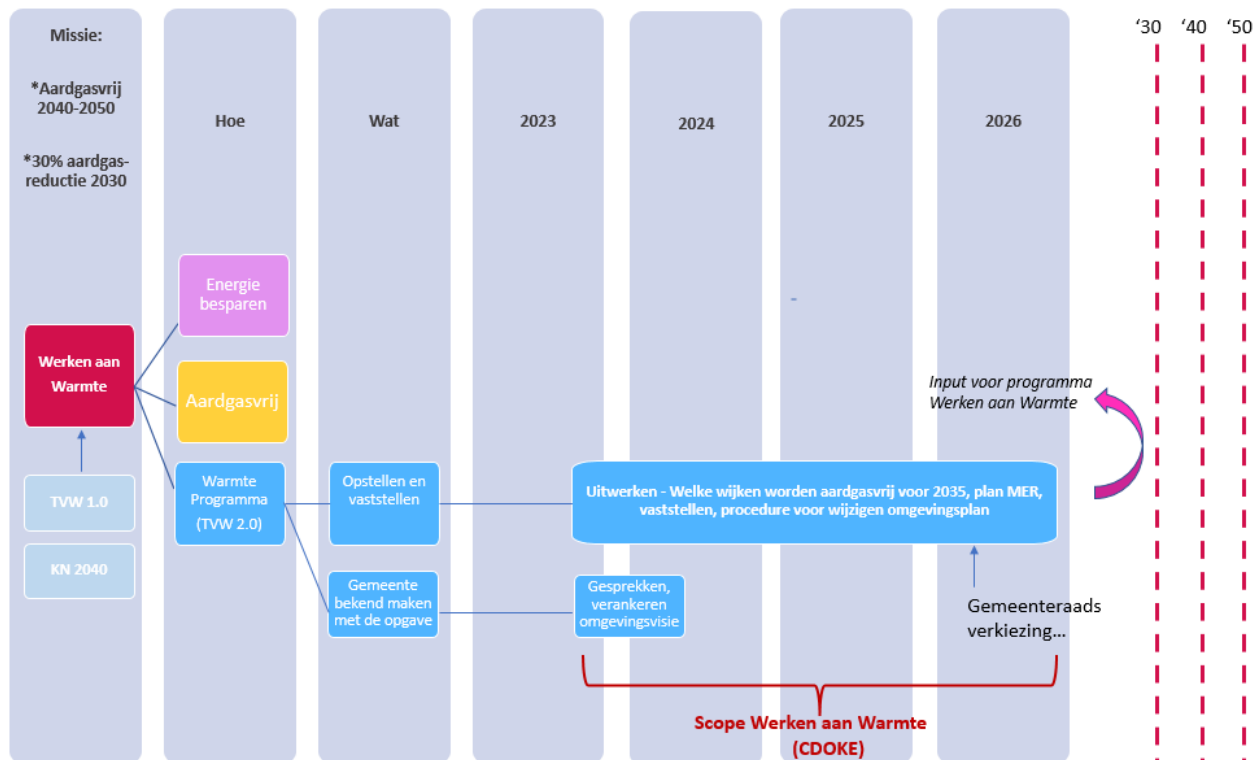 Missie:
*Aardgasvrij
2040-2050
*30% aardgas-
reductie 2030
Hoe
Wat
2023
2024
2025
2026
‘30
‘40
‘50
Energie
besparen
Werken aan
Warmte
Aardgasvrij
TVW 1.0
KN 2040
Warmte
Programma
(TVW 2.0)
Opstellen en
vaststellen
Uitwerken - Welke wijken worden aardgasvrij voor 2035, plan MER,
vaststellen, procedure voor wijzigen omgevingsplan
Input voor programma
Werken aan Warmte
Gemeente
bekend maken
met de opgave
Gesprekken,
verankeren
omgevingsvisie
Gemeenteraads
verkiezing...
Scope Werken aan Warmte
(CDOKE)
-